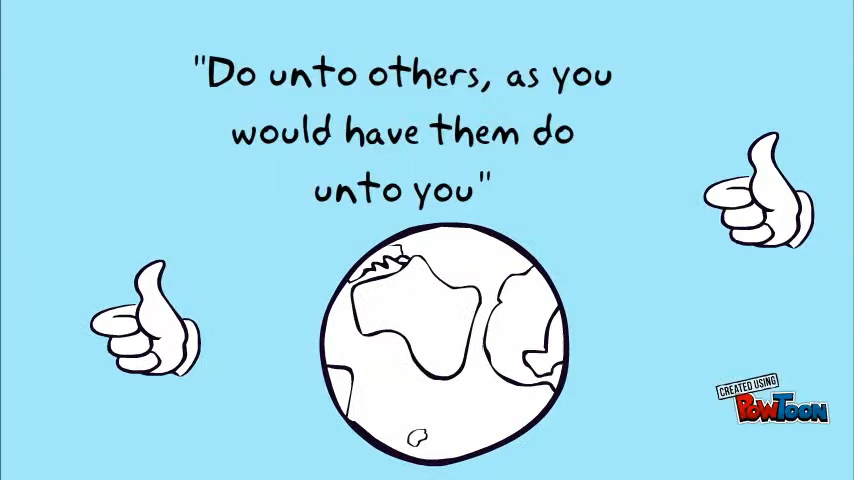 "Do unto others, as you
would have them do
unto you"
CREATED USING
POWTOON